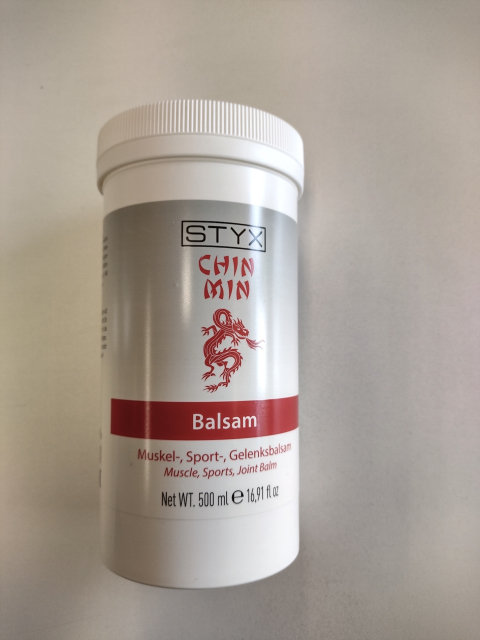 STYX
CHIN
MIN
Balsam
Muskel-, Sport-, Gelenksbalsam
Muscle, Sports, Joint Balm
Net WT. 500 ml ℮ 16,91 fl oz